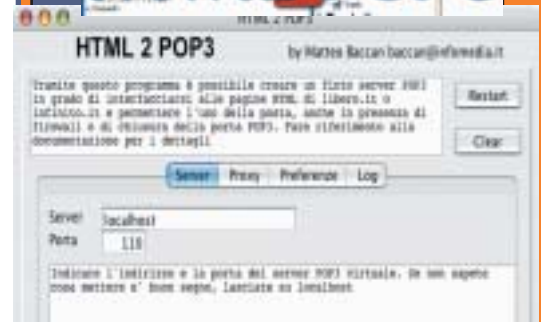 HTML 2 POP3
HTML 2 POP3
by Matteo Baccan baccan@infomedia.it
Tramite questo programma è possibile creare un finto server POP3
in grado di interfacciarsi alle pagine HTML di libero.it o
infinito.it e permettere l'uso della posta, anche in presenza di
firewall o di chiusura della porta POP3. Fare riferimento alla
documentazione per i dettagli
Restart
Clear
Server Proxy Preferenze Log
Server localhost
Porta 110
Indicare l'indirizzo e la porta del server POP3 virtuale. Se non sapete
cosa mettere e' buon segno, lasciate su localhost